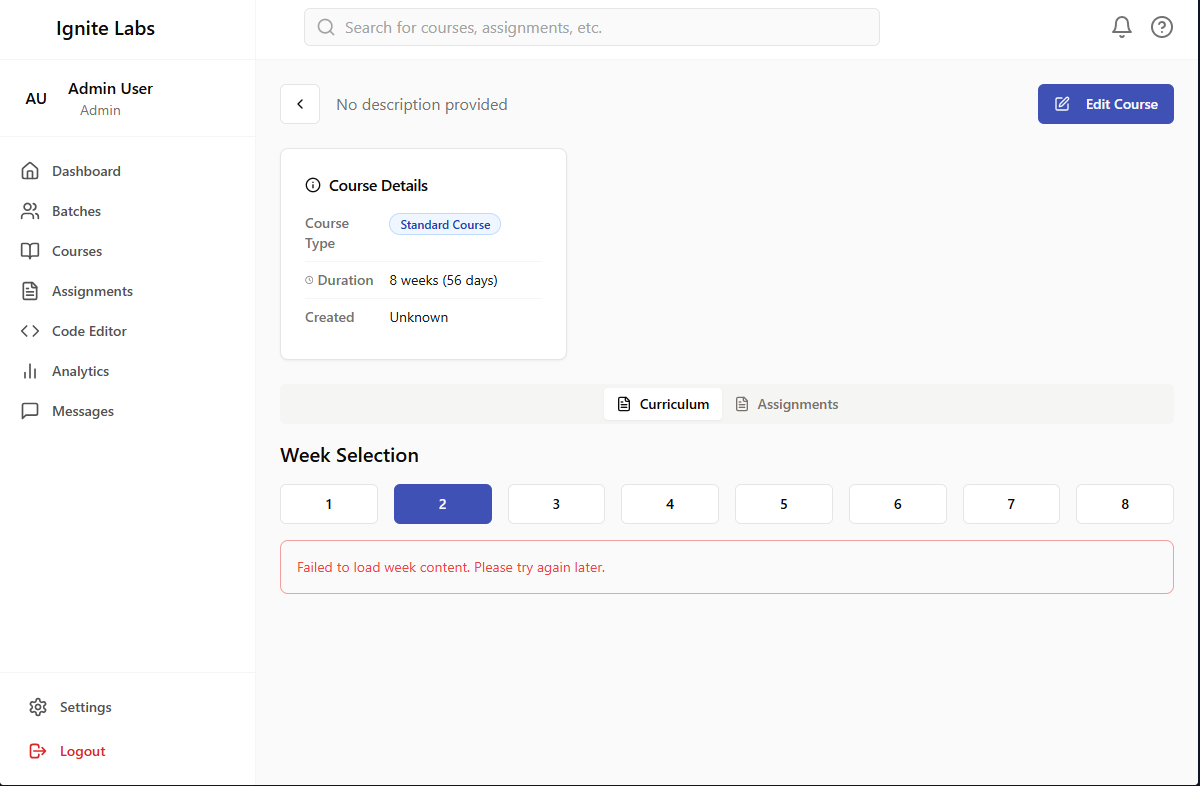 Ignite Labs
Search for courses, assignments, etc.
AU
Admin User
Admin
Dashboard
Batches
Courses
Assignments
Code Editor
Analytics
Messages
Settings
Logout
No description provided
Edit Course
Course Details
Course
Type
Standard Course
Duration
8 weeks (56 days)
Created
Unknown
Curriculum
Assignments
Week Selection
1
2
3
4
5
6
7
8
Failed to load week content. Please try again later.